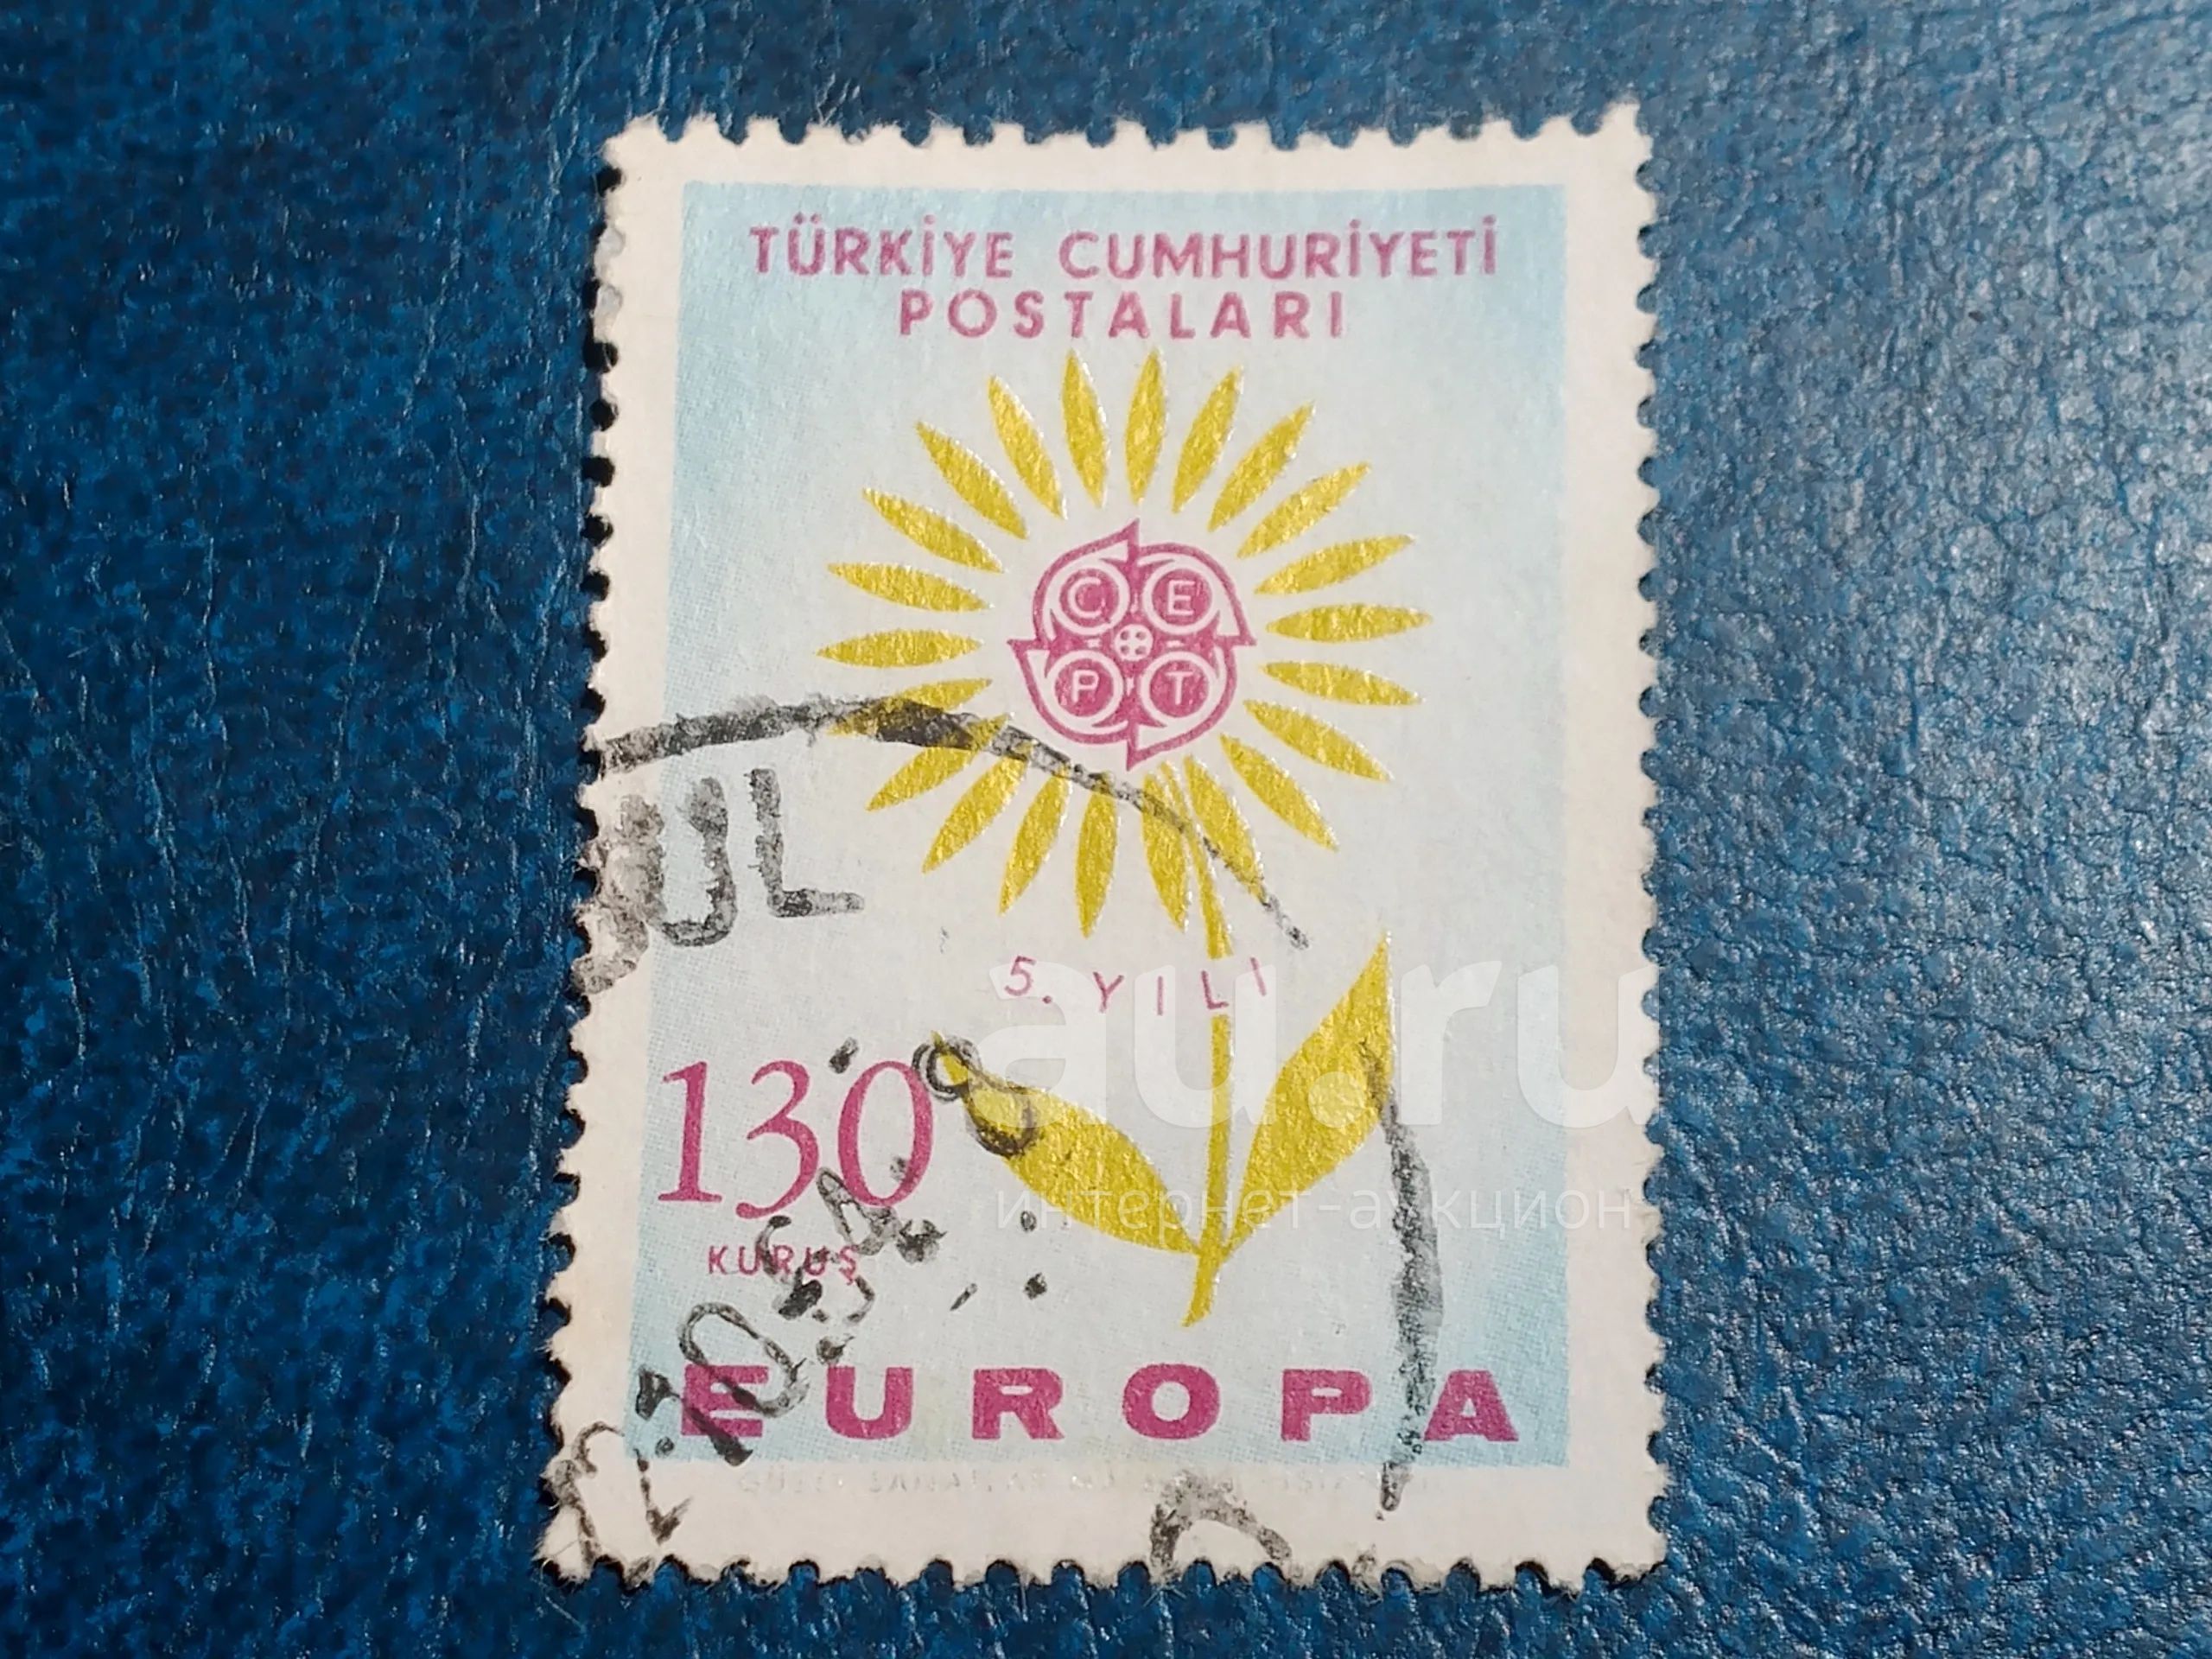 TÜRKİYE CUMHURİYETİ
POSTALARI
C E
P T
UL
5. YILI
au.ru
130
интернет-аукцион
KURUŞ
EUROPA